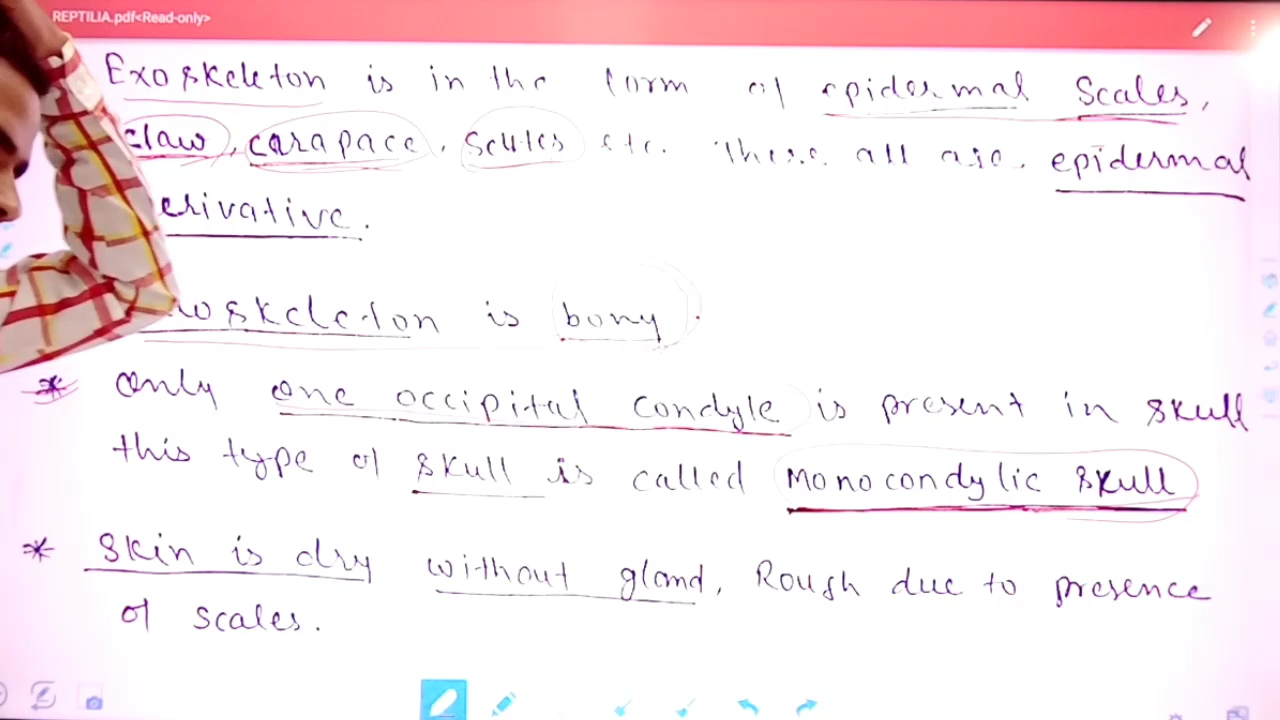 REPTILIA.pdf<Read-only>
Exoskeleton is in the form of epidermal Scales,
claw, carapace, scutes etc. These all are epidermal
erivative.
oskeleton is bony.
* Only one occipital condyle is present in skull
this type of skull is called Monocondylic skull
* Skin is dry without gland, Rough due to presence
of scales.